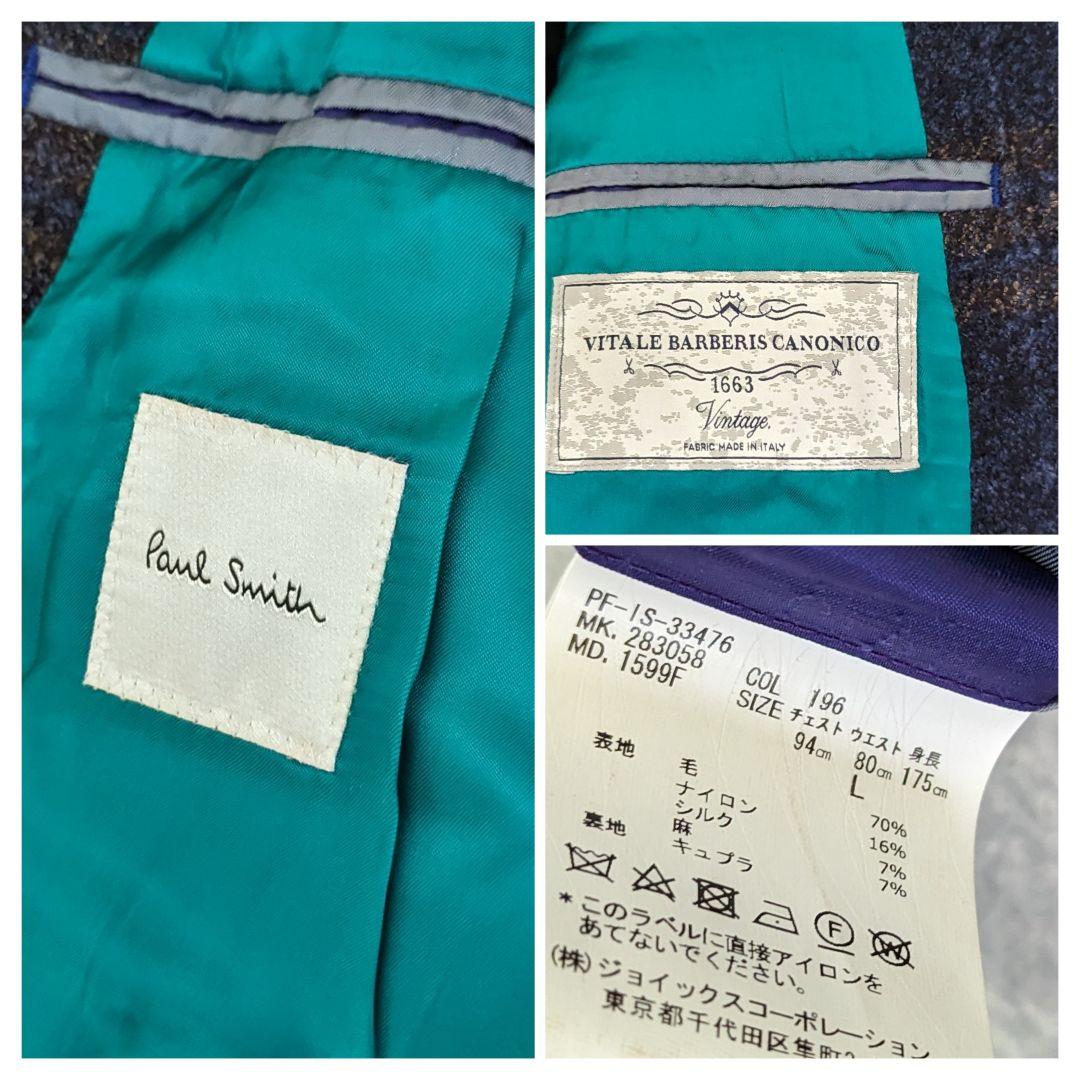 Paul Smith
VITALE BARBERIS CANONICO
1663
Vintage.
FABRIC MADE IN ITALY
PF-IS-33476
MK. 283058
MD. 1599F
COL 196
SIZE チェスト ウエスト 身長
94cm 80cm 175cm
L
表地 毛 70%
ナイロン 16%
シルク 7%
麻 7%
裏地 キュプラ
F
W
*このラベルに直接アイロンを
あてないでください。
(株)ジョイックスコーポレーション
東京都千代田区隼町